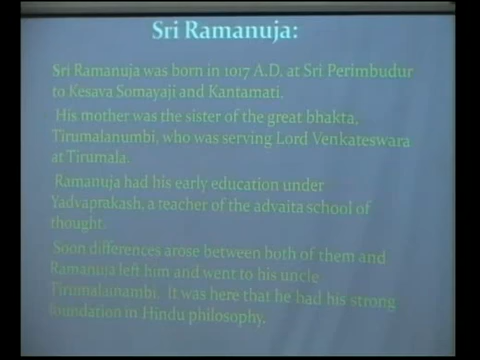 Sri Ramanuja:
Sri Ramanuja was born in 1017 A.D. at Sri Perimbudur
to Kesava Somayaji and Kantamati.
His mother was the sister of the great bhakta,
Tirumalanumbi, who was serving Lord Venkateswara
at Tirumala.
Ramanuja had his early education under
Yadvaprakash, a teacher of the advaita school of
thought.
Soon differences arose between both of them and
Ramanuja left him and went to his uncle
Tirumalainambi. It was here that he had his strong
foundation in Hindu philosophy.